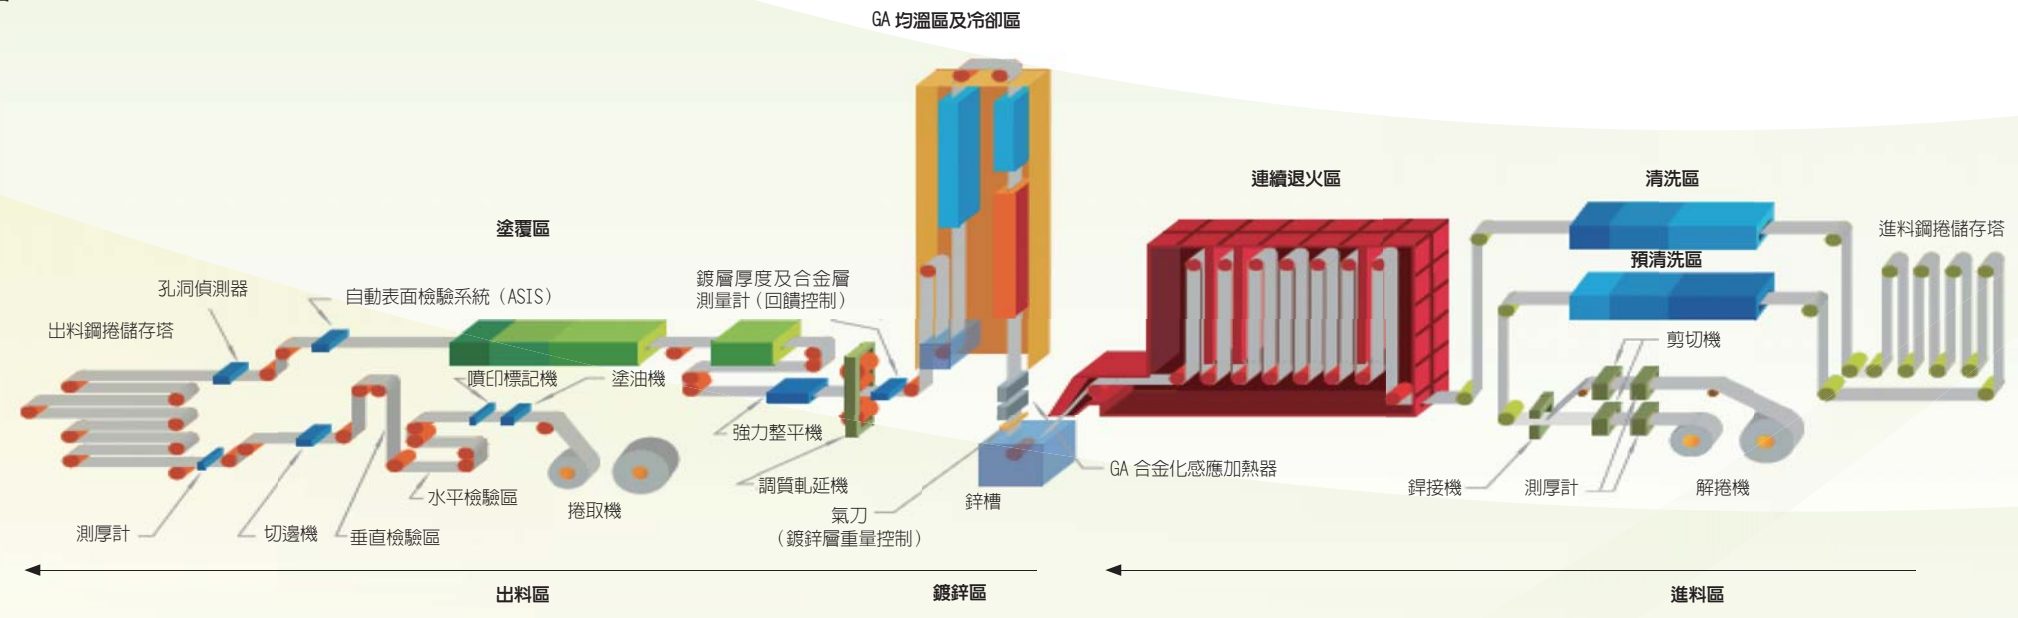 GA 均溫區及冷卻區
連續退火區
清洗區
進料鋼捲儲存塔
塗覆區
預清洗區
孔洞偵測器
自動表面檢驗系統（ASIS）
鍍層厚度及合金層
測量計（回饋控制）
出料鋼捲儲存塔
剪切機
噴印標記機
塗油機
強力整平機
GA 合金化感應加熱器
調質軋延機
銲接機
測厚計
解捲機
水平檢驗區
捲取機
氣刀
（鍍鋅層重量控制）
鋅槽
測厚計
切邊機
垂直檢驗區
出料區
鍍鋅區
進料區